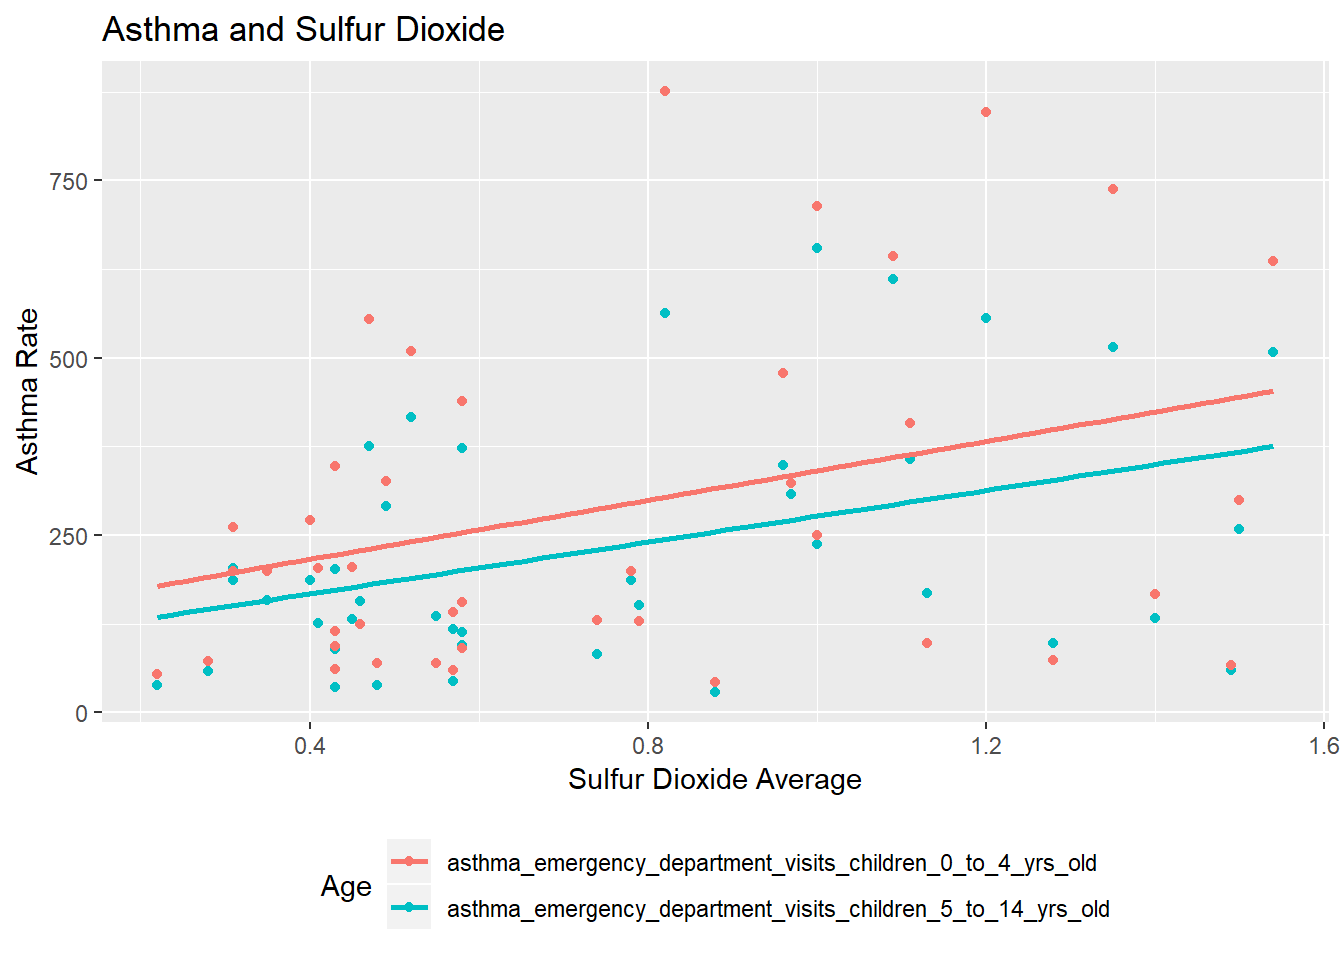 Asthma and Sulfur Dioxide
Asthma Rate
750
500
250
0
0.4 0.8 1.2 1.6
Sulfur Dioxide Average
Age
asthma_emergency_department_visits_children_0_to_4_yrs_old
asthma_emergency_department_visits_children_5_to_14_yrs_old